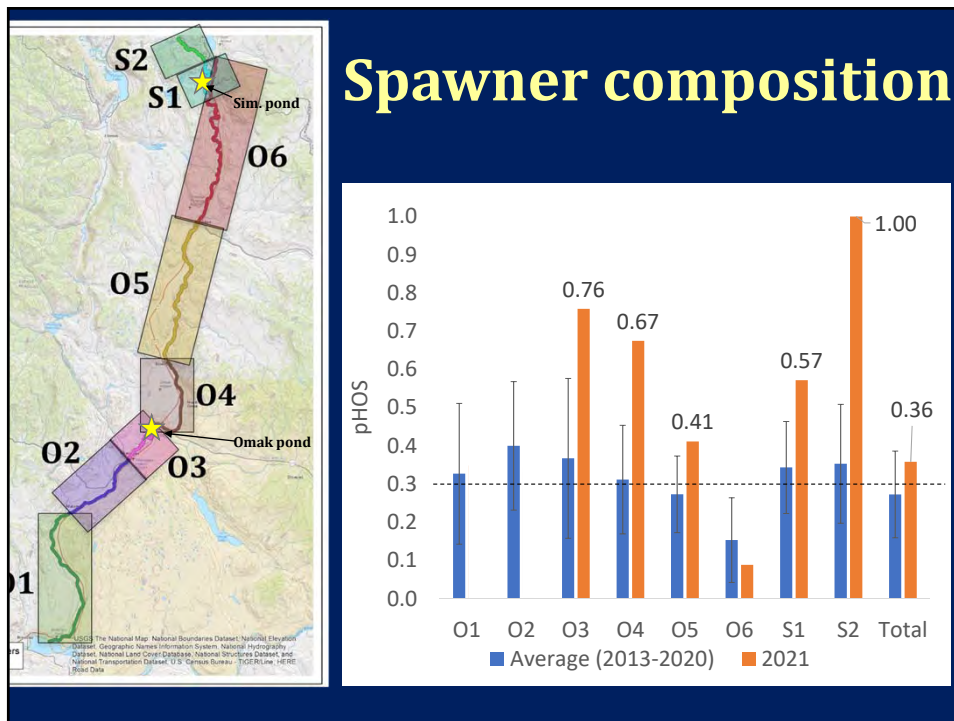 Spawner composition
S2
S1
Sim. pond
O6
O5
O4
Omak pond
O2
O3
O1
USGS The National Map: National Boundaries Dataset, National Elevation
Dataset, Geographic Names Information System, National Hydrography
Dataset, National Land Cover Database, National Structures Dataset, and
National Transportation Dataset, U.S. Census Bureau - TIGER/Line, HERE
Road Data
pHOS
1.0
0.9
0.8
0.7
0.6
0.5
0.4
0.3
0.2
0.1
0.0
0.76
0.67
0.41
0.57
1.00
0.36
O1 O2 O3 O4 O5 O6 S1 S2 Total
Average (2013-2020) 2021